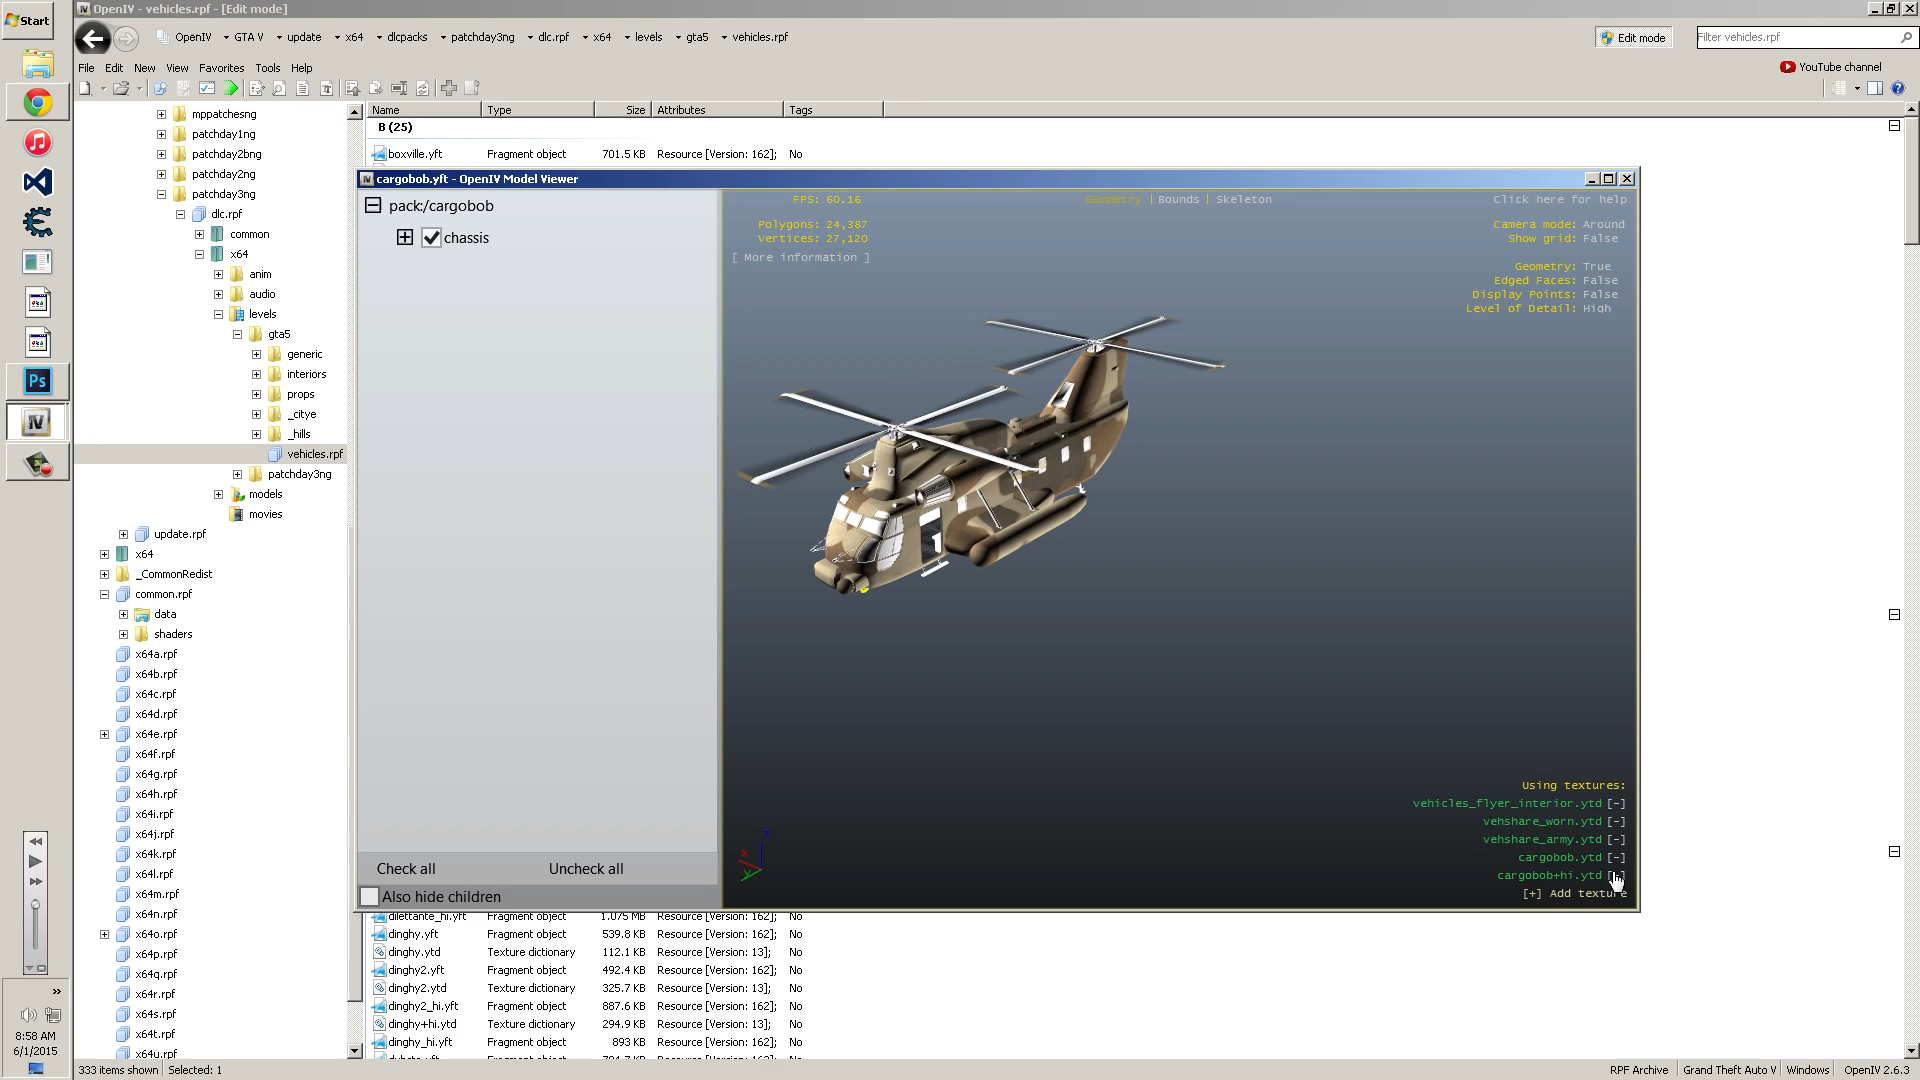 Start
OpenIV - vehicles.rpf - [Edit mode]
OpenIV GTA V update x64 dlcpacks patchday3ng dlc.rpf x64 levels gta5 vehicles.rpf
Edit mode
Filter vehicles.rpf
File Edit New View Favorites Tools Help
YouTube channel
Name Type Size Attributes Tags
B (25)
boxville.yft Fragment object 701.5 KB Resource [Version: 162]; No
mppatchesng
patchday1ng
patchday2bng
patchday2ng
patchday3ng
dlc.rpf
common
x64
anim
audio
levels
gta5
generic
interiors
props
_citye
_hills
vehicles.rpf
patchday3ng
models
movies
update.rpf
x64
_CommonRedist
common.rpf
data
shaders
x64a.rpf
x64b.rpf
x64c.rpf
x64d.rpf
x64e.rpf
x64f.rpf
x64g.rpf
x64h.rpf
x64i.rpf
x64j.rpf
x64k.rpf
x64l.rpf
x64m.rpf
x64n.rpf
x64o.rpf
x64p.rpf
x64q.rpf
x64r.rpf
x64s.rpf
x64t.rpf
x64u.rpf
cargobob.yft - OpenIV Model Viewer
pack:/cargobob
chassis
Check all Uncheck all
Also hide children
FPS: 60.16
Polygons: 24,387
Vertices: 27,120
[ More information ]
Geometry | Bounds | Skeleton
Click here for help
Camera mode: Around
Show grid: False
Geometry: True
Edged Faces: False
Display Points: False
Level of Detail: High
x
y
z
Using textures:
vehicles_flyer_interior.ytd [-]
vehshare_worn.ytd [-]
vehshare_army.ytd [-]
cargobob.ytd [-]
cargobob+hi.ytd [-]
[+] Add texture
dilettante_hi.yft Fragment object 1.075 MB Resource [Version: 162]; No
dinghy.yft Fragment object 539.8 KB Resource [Version: 162]; No
dinghy.ytd Texture dictionary 112.1 KB Resource [Version: 13]; No
dinghy2.yft Fragment object 492.4 KB Resource [Version: 162]; No
dinghy2.ytd Texture dictionary 325.7 KB Resource [Version: 13]; No
dinghy2_hi.yft Fragment object 887.6 KB Resource [Version: 162]; No
dinghy+hi.ytd Texture dictionary 294.9 KB Resource [Version: 13]; No
dinghy_hi.yft Fragment object 893 KB Resource [Version: 162]; No
Ps
IV
8:58 AM
6/1/2015
333 items shown Selected: 1
RPF Archive Grand Theft Auto V Windows OpenIV 2.6.3